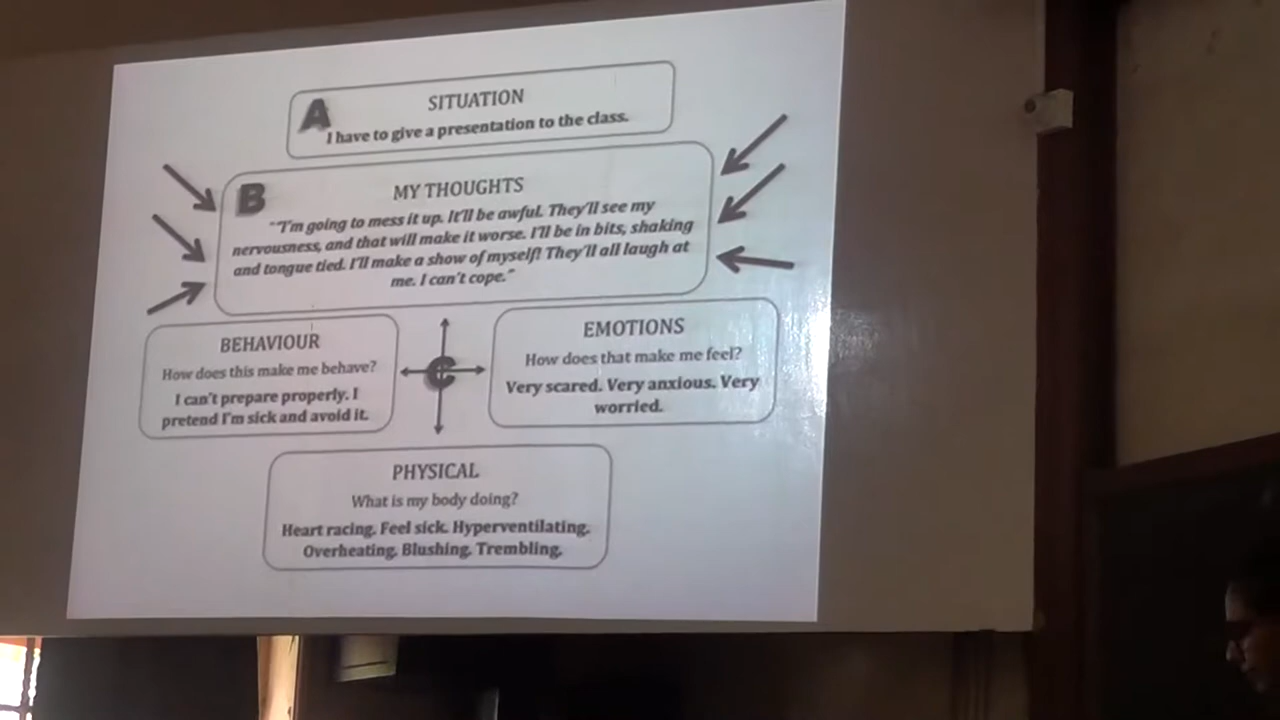 A
SITUATION
I have to give a presentation to the class.
B
MY THOUGHTS
"I'm going to mess it up. It'll be awful. They'll see my
nervousness, and that will make it worse. I'll be in bits, shaking
and tongue tied. I'll make a show of myself! They'll all laugh at
me. I can't cope."
BEHAVIOUR
How does this make me behave?
I can't prepare properly. I
pretend I'm sick and avoid it.
C
EMOTIONS
How does that make me feel?
Very scared. Very anxious. Very
worried.
PHYSICAL
What is my body doing?
Heart racing. Feel sick. Hyperventilating.
Overheating. Blushing. Trembling.